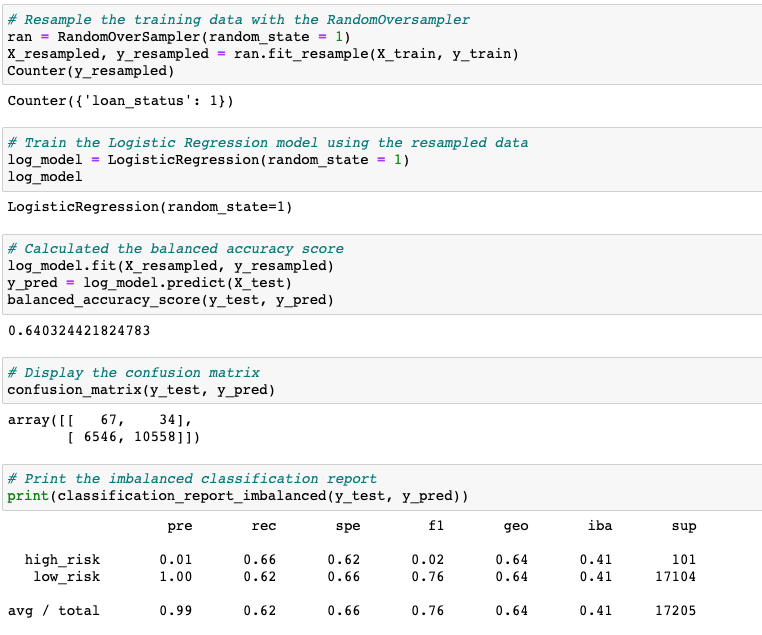 # Resample the training data with the RandomOversampler
ran = RandomOverSampler(random_state = 1)
X_resampled, y_resampled = ran.fit_resample(X_train, y_train)
Counter(y_resampled)
Counter({'loan_status': 1})
# Train the Logistic Regression model using the resampled data
log_model = LogisticRegression(random_state = 1)
log_model
LogisticRegression(random_state=1)
# Calculated the balanced accuracy score
log_model.fit(X_resampled, y_resampled)
y_pred = log_model.predict(X_test)
balanced_accuracy_score(y_test, y_pred)
0.640324421824783
# Display the confusion matrix
confusion_matrix(y_test, y_pred)
array([[   67,    34],
       [ 6546, 10558]])
# Print the imbalanced classification report
print(classification_report_imbalanced(y_test, y_pred))
                   pre       rec       spe        f1       geo       iba       sup
  high_risk       0.01      0.66      0.62      0.02      0.64      0.41       101
   low_risk       1.00      0.62      0.66      0.76      0.64      0.41     17104
avg / total       0.99      0.62      0.66      0.76      0.64      0.41     17205